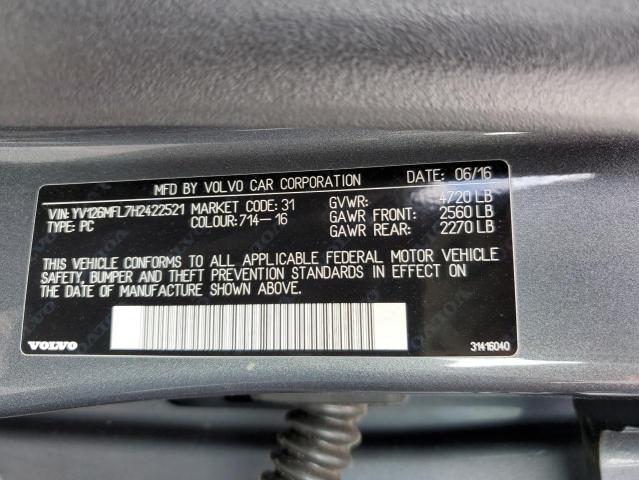 MFD BY VOLVO CAR CORPORATION DATE: 06/16
VIN: YV126MFL7H2422521 MARKET CODE: 31 GVWR: 4720 LB
TYPE: PC COLOUR: 714-16 GAWR FRONT: 2560 LB
GAWR REAR: 2270 LB
THIS VEHICLE CONFORMS TO ALL APPLICABLE FEDERAL MOTOR VEHICLE
SAFETY, BUMPER AND THEFT PREVENTION STANDARDS IN EFFECT ON
THE DATE OF MANUFACTURE SHOWN ABOVE.
VOLVO 31416040